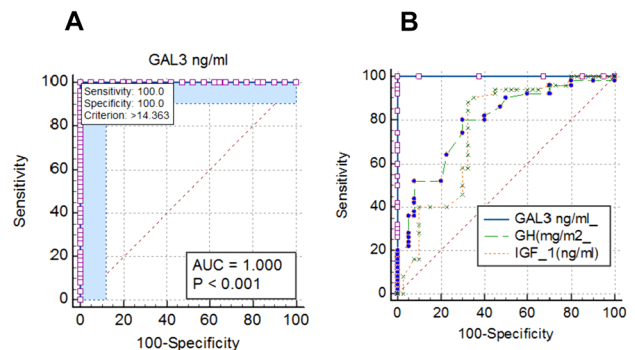 A
GAL3 ng/ml
100
80
60
40
20
0
Sensitivity
Sensitivity: 100.0
Specificity: 100.0
Criterion: >14.363
AUC = 1.000
P < 0.001
0 20 40 60 80 100
100-Specificity
B
100
80
60
40
20
0
Sensitivity
GAL3 ng/ml_
GH(mg/m2_
IGF_1(ng/ml)
0 20 40 60 80 100
100-Specificity